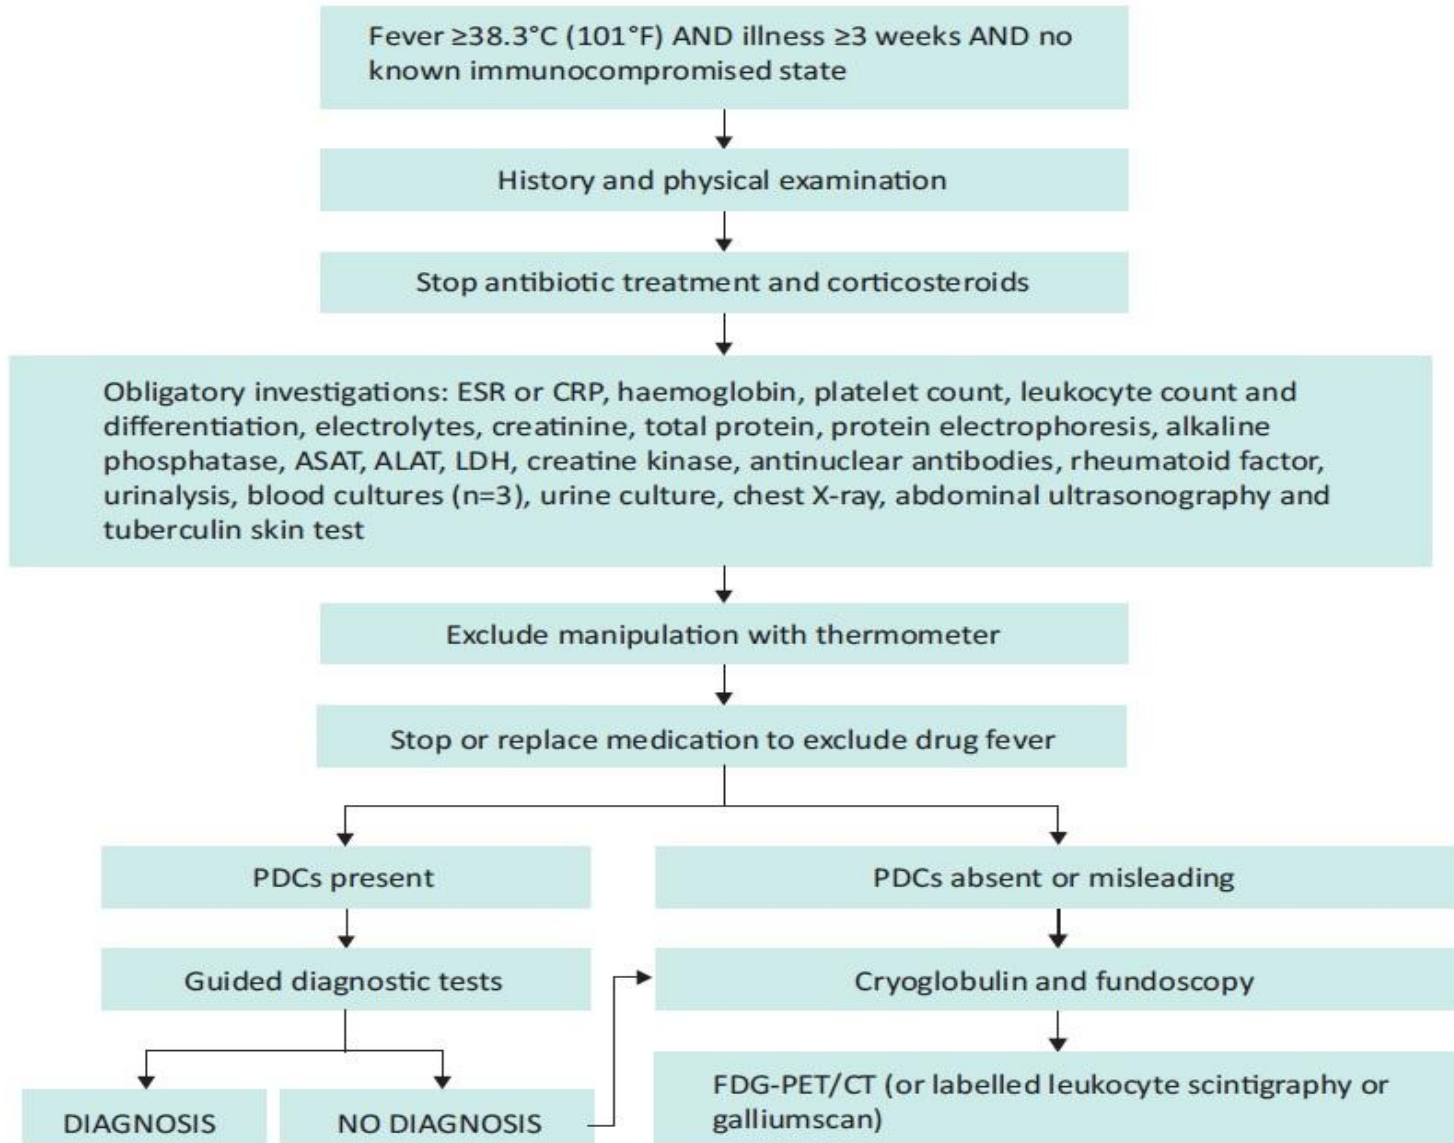 Fever ≥38.3°C (101°F) AND illness ≥3 weeks AND no
known immunocompromised state
History and physical examination
Stop antibiotic treatment and corticosteroids
Obligatory investigations: ESR or CRP, haemoglobin, platelet count, leukocyte count and
differentiation, electrolytes, creatinine, total protein, protein electrophoresis, alkaline
phosphatase, ASAT, ALAT, LDH, creatine kinase, antinuclear antibodies, rheumatoid factor,
urinalysis, blood cultures (n=3), urine culture, chest X-ray, abdominal ultrasonography and
tuberculin skin test
Exclude manipulation with thermometer
Stop or replace medication to exclude drug fever
PDCs present
PDCs absent or misleading
Guided diagnostic tests
Cryoglobulin and fundoscopy
DIAGNOSIS
NO DIAGNOSIS
FDG-PET/CT (or labelled leukocyte scintigraphy or
galliumscan)